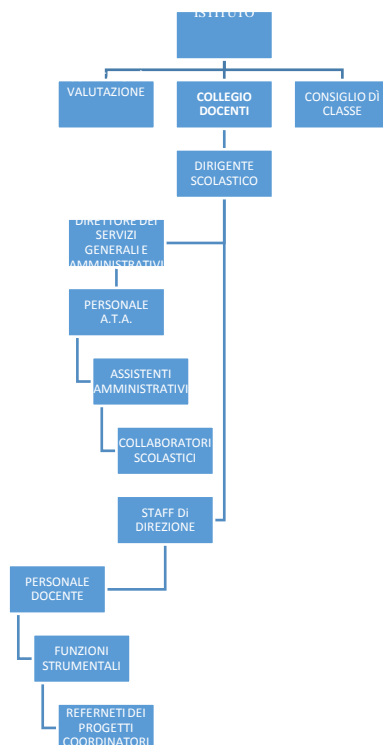 ISTITUTO
VALUTAZIONE
COLLEGIO
DOCENTI
CONSIGLIO DÌ
CLASSE
DIRIGENTE
SCOLASTICO
DIRETTORE DEI
SERVIZI
GENERALI E
AMMINISTRATIVI
PERSONALE
A.T.A.
ASSISTENTI
AMMINISTRATIVI
COLLABORATORI
SCOLASTICI
STAFF Di
DIREZIONE
PERSONALE
DOCENTE
FUNZIONI
STRUMENTALI
REFERNETI DEI
PROGETTI
COORDINATORI